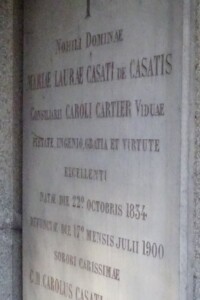 NOBILI DOMINAE
MARIAE LAURAE CASATI DE CASATIS
CONSILIARII CAROLI CARTIER VIDUAE
PIETATE, INGENIO, GRATIA ET VIRTUTE
EXCELLENTI
NATAE DIE 22ª OCTOBRIS 1834
DEFUNCTAE DIE 17ª MENSIS JULII 1900
SORORI CARISSIMAE
CAROLUS CASATI